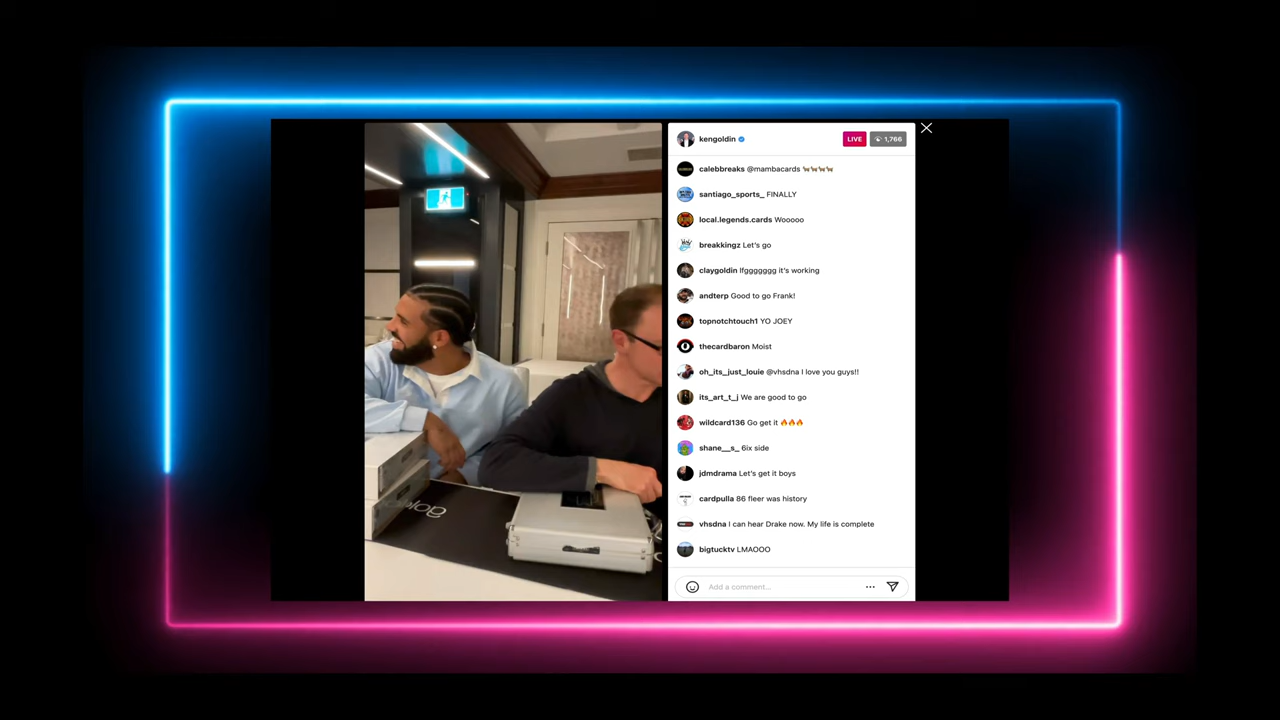 kengoldin
LIVE 1,766
calebbreaks @mambacards 🐅🐅🐅🐅
santiago_sports_ FINALLY
local.legends.cards Wooooo
breakkingz Let's go
claygoldin lfggggggg it's working
andterp Good to go Frank!
topnotchtouch1 YO JOEY
thecardbaron Moist
oh_its_just_louie @vhsdna I love you guys!!
its_art_t_j We are good to go
wildcard136 Go get it 🔥🔥🔥
shane__s_ 6ix side
jdmdrama Let's get it boys
cardpulla 86 fleer was history
vhsdna I can hear Drake now. My life is complete
bigtucktv LMAOOO
Add a comment...